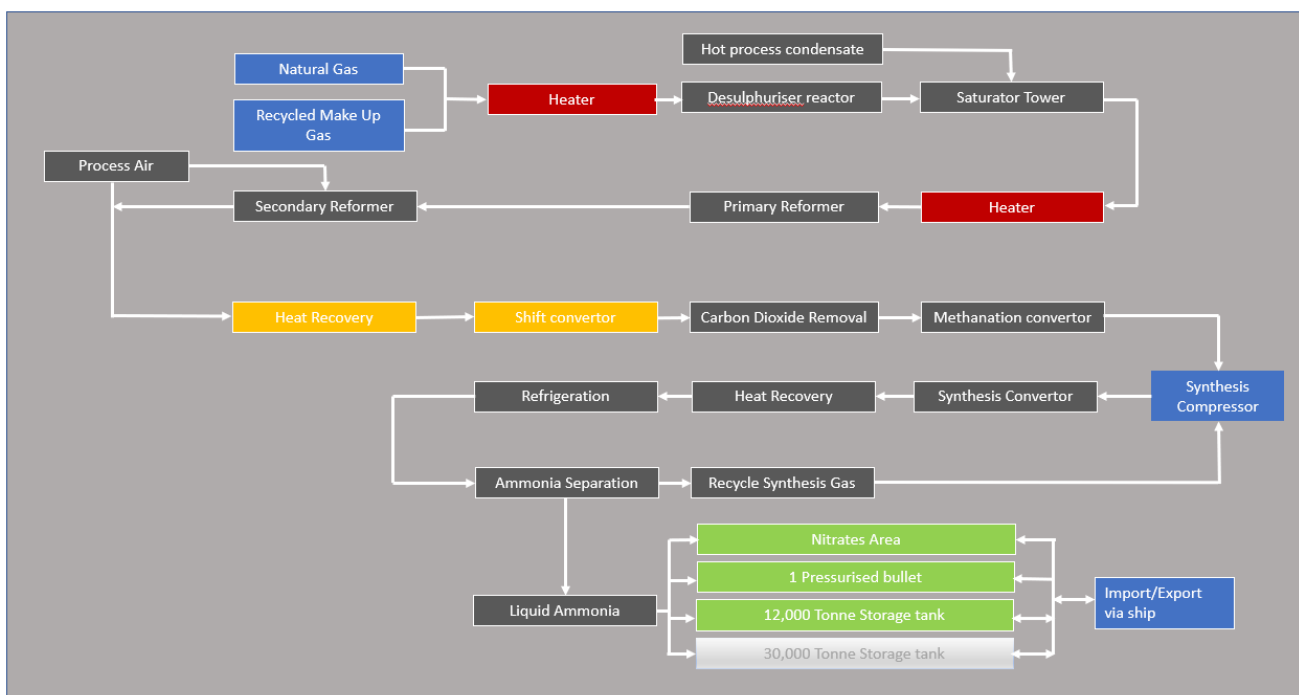 Hot process condensate
Natural Gas
Heater
Desulphuriser reactor
Saturator Tower
Recycled Make Up
Gas
Process Air
Secondary Reformer
Primary Reformer
Heater
Heat Recovery
Shift convertor
Carbon Dioxide Removal
Methanation convertor
Refrigeration
Heat Recovery
Synthesis Convertor
Synthesis
Compressor
Ammonia Separation
Recycle Synthesis Gas
Nitrates Area
1 Pressurised bullet
Liquid Ammonia
12,000 Tonne Storage tank
Import/Export
via ship
30,000 Tonne Storage tank